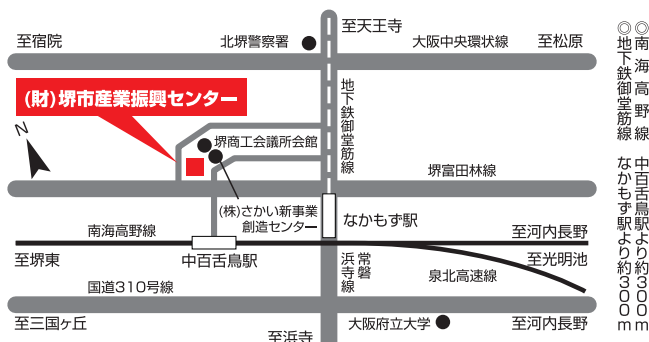 至宿院
北堺警察署
至天王寺
大阪中央環状線
至松原
(財)堺市産業振興センター
N
地下鉄御堂筋線
堺商工会議所会館
堺富田林線
(株)さかい新事業
創造センター
なかもず駅
南海高野線
至河内長野
至堺東
中百舌鳥駅
常磐
浜寺線
至光明池
泉北高速線
国道310号線
至三国ヶ丘
至浜寺
大阪府立大学
至河内長野
◎南海高野線 中百舌鳥駅より約300m
◎地下鉄御堂筋線 なかもず駅より約300m